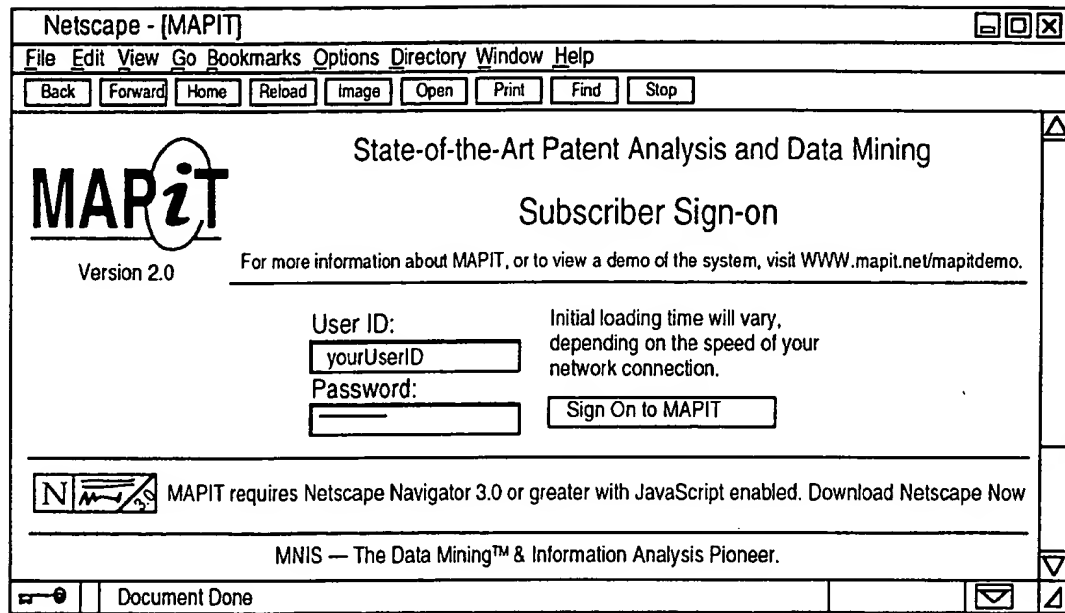 Netscape - [MAPIT]
File Edit View Go Bookmarks Options Directory Window Help
Back Forward Home Reload Image Open Print Find Stop
MAPiT
Version 2.0
State-of-the-Art Patent Analysis and Data Mining
Subscriber Sign-on
For more information about MAPIT, or to view a demo of the system, visit WWW.mapit.net/mapitdemo.
User ID:
yourUserID
Password:
Initial loading time will vary,
depending on the speed of your
network connection.
Sign On to MAPIT
N 3.0 MAPIT requires Netscape Navigator 3.0 or greater with JavaScript enabled. Download Netscape Now
MNIS — The Data Mining™ & Information Analysis Pioneer.
Document Done